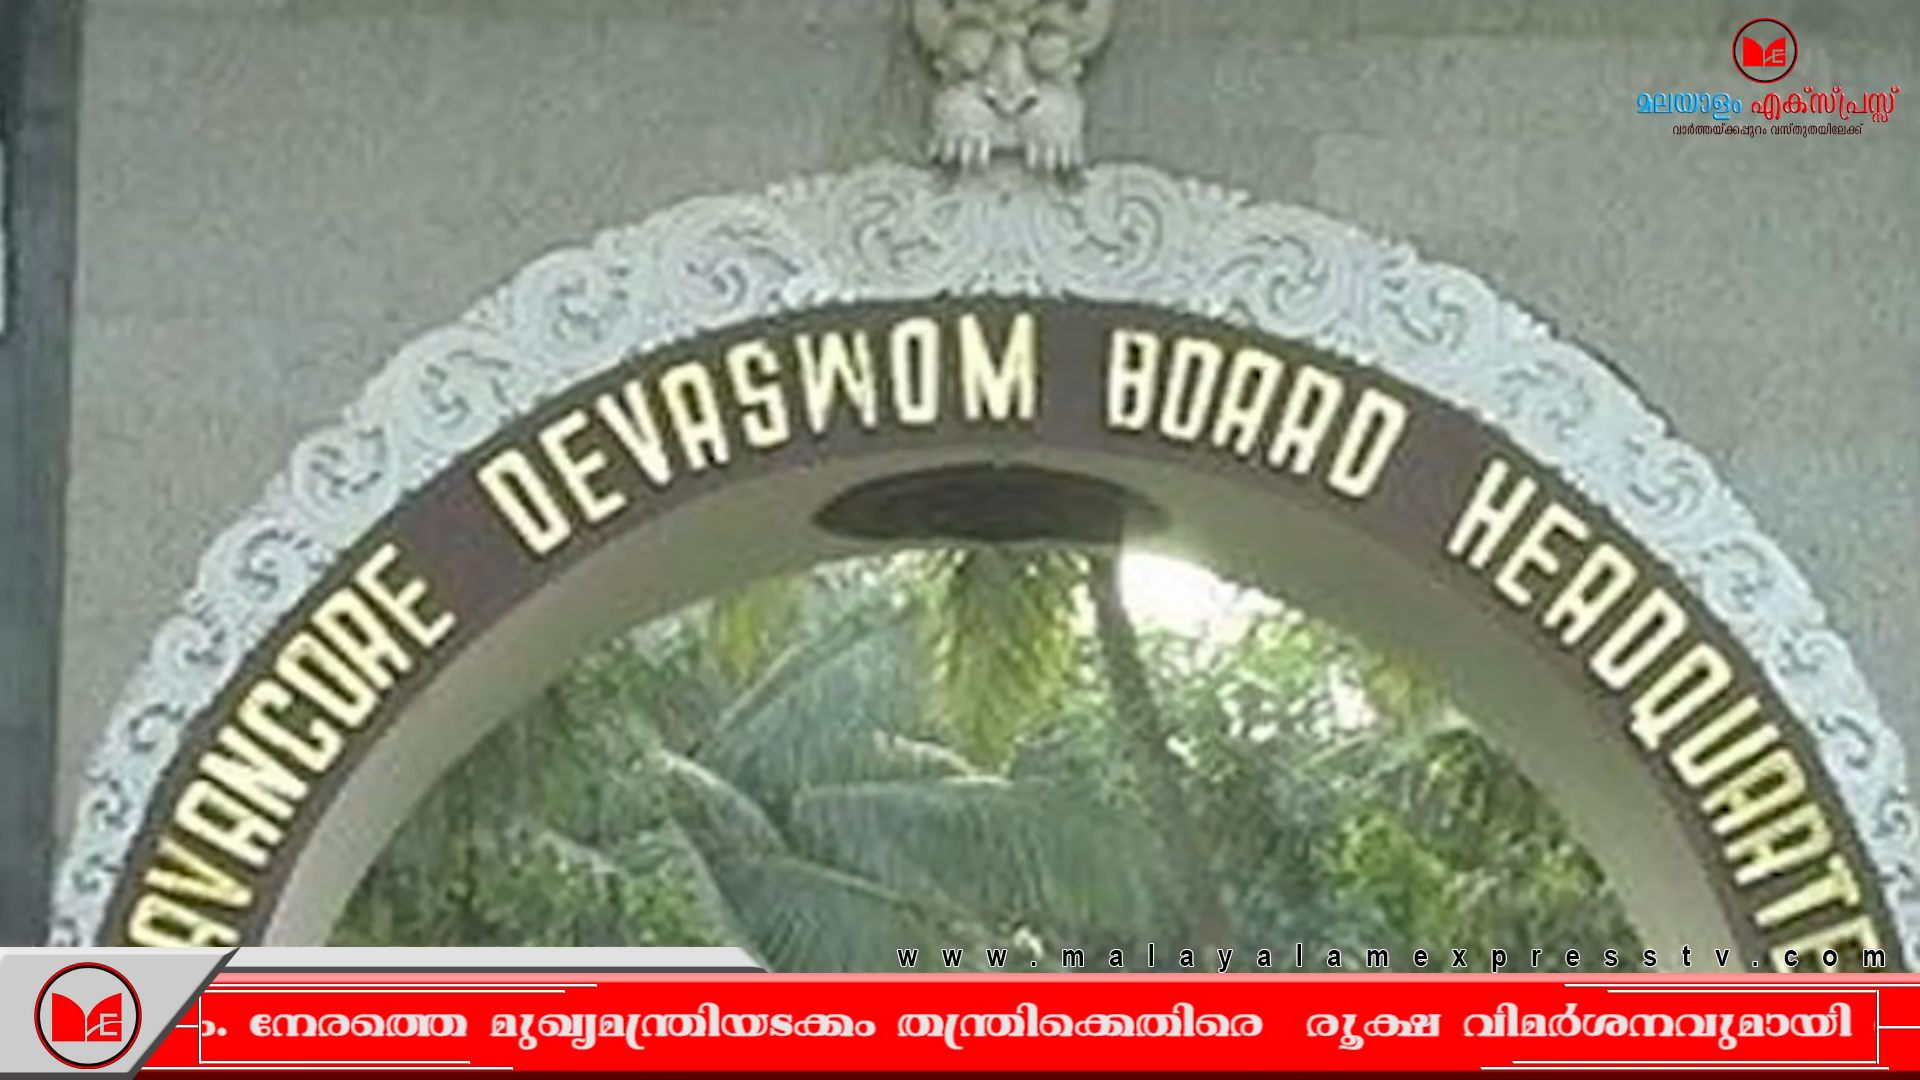 മലയാളം എക്സ്പ്രസ്സ്
വാർത്തയ്ക്കപ്പുറം വസ്തുതയിലേക്ക്
AVANCORE DEVASWOM BOARD HEADQUARTE
www.malayalamexpresstv.com
ം. നേരത്തെ മുഖ്യമന്ത്രിയടക്കം തന്ത്രിക്കെതിരെ രൂക്ഷ വിമർശനവുമായി